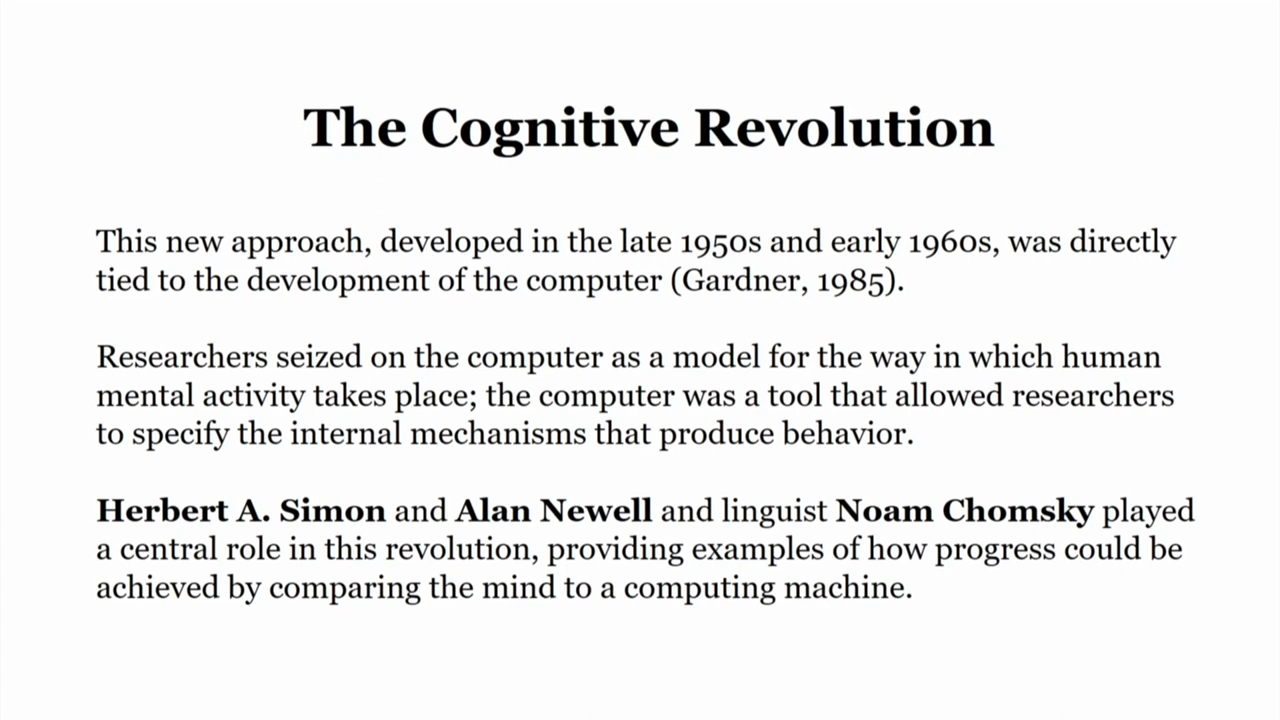 The Cognitive Revolution
This new approach, developed in the late 1950s and early 1960s, was directly
tied to the development of the computer (Gardner, 1985).
Researchers seized on the computer as a model for the way in which human
mental activity takes place; the computer was a tool that allowed researchers
to specify the internal mechanisms that produce behavior.
Herbert A. Simon and Alan Newell and linguist Noam Chomsky played
a central role in this revolution, providing examples of how progress could be
achieved by comparing the mind to a computing machine.